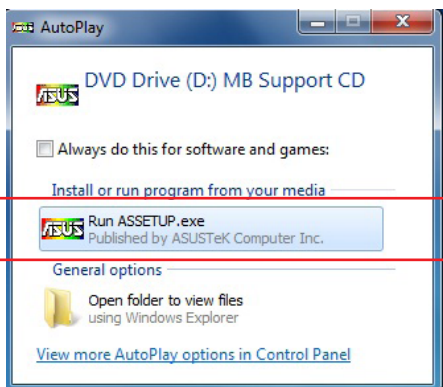 AutoPlay
DVD Drive (D:) MB Support CD
ASUS
Always do this for software and games:
Install or run program from your media
ASUS
Run ASSETUP.exe
Published by ASUSTeK Computer Inc.
General options
Open folder to view files
using Windows Explorer
View more AutoPlay options in Control Panel